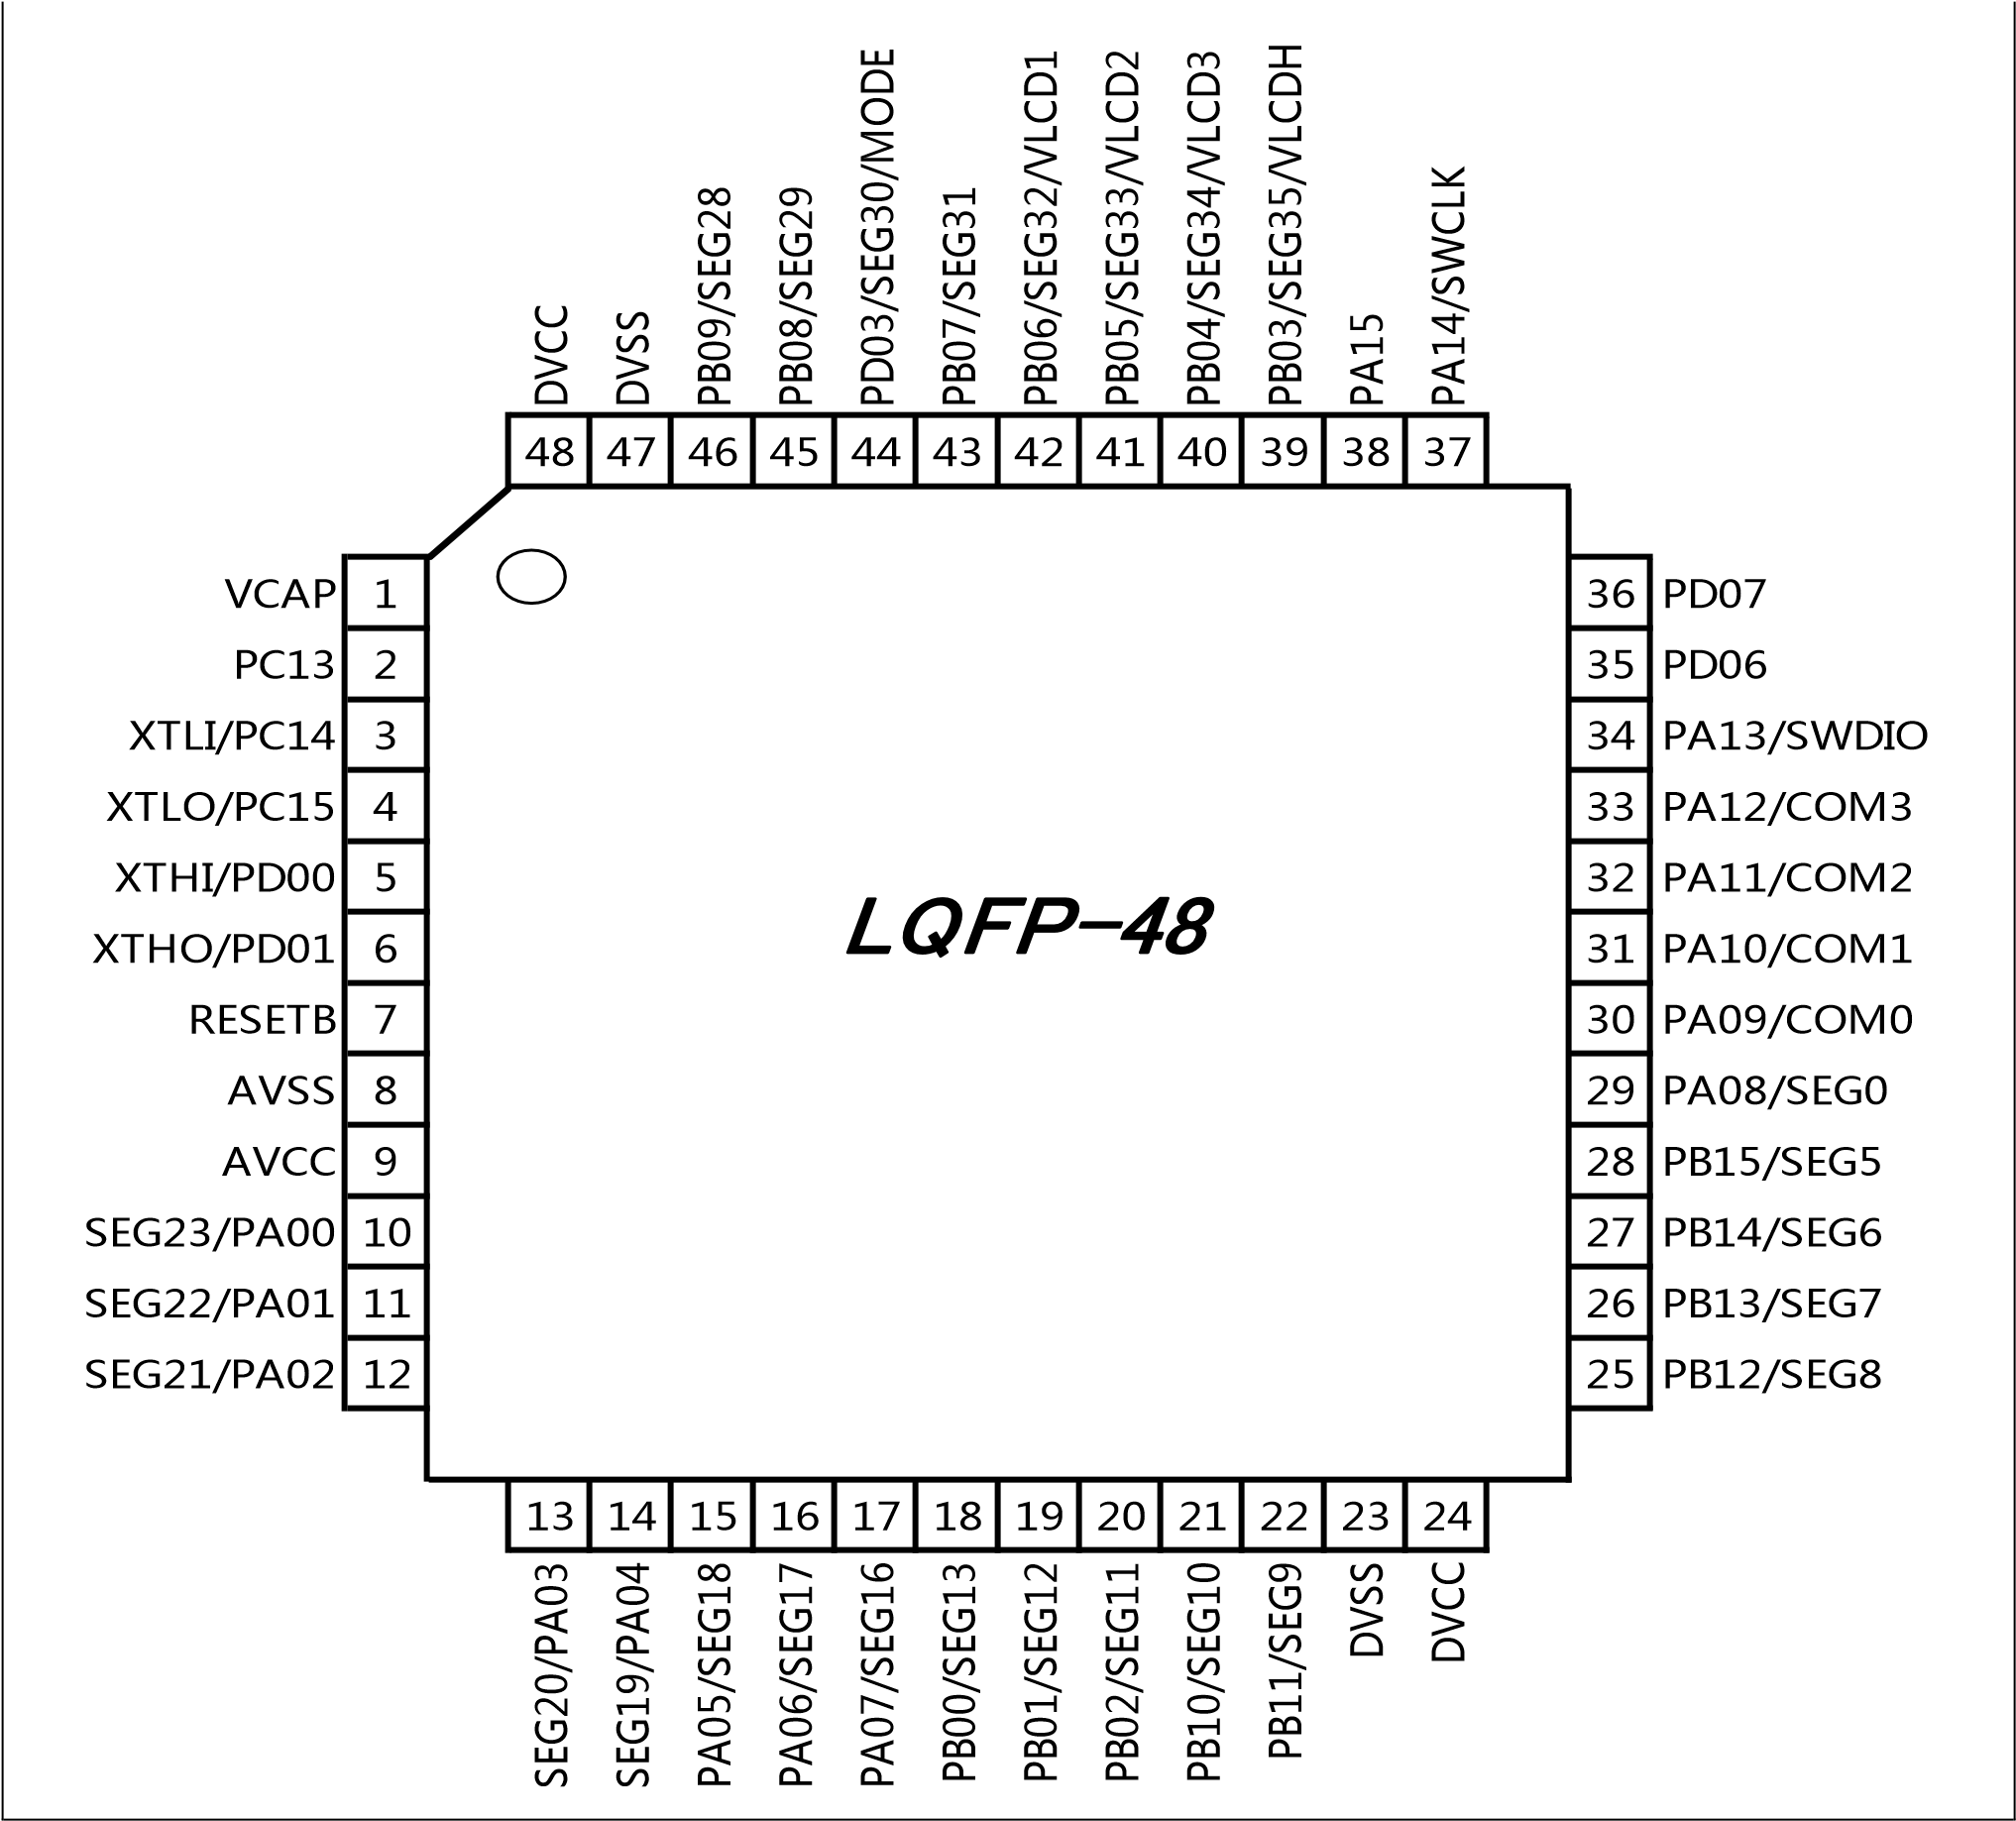 DVCC
DVSS
PB09/SEG28
PB08/SEG29
PD03/SEG30/MODE
PB07/SEG31
PB06/SEG32/VLCD1
PB05/SEG33/VLCD2
PB04/SEG34/VLCD3
PB03/SEG35/VLCDH
PA15
PA14/SWCLK
48 47 46 45 44 43 42 41 40 39 38 37
VCAP 1
PC13 2
XTLI/PC14 3
XTLO/PC15 4
XTHI/PD00 5
XTHO/PD01 6
RESETB 7
AVSS 8
AVCC 9
SEG23/PA00 10
SEG22/PA01 11
SEG21/PA02 12
LQFP-48
36 PD07
35 PD06
34 PA13/SWDIO
33 PA12/COM3
32 PA11/COM2
31 PA10/COM1
30 PA09/COM0
29 PA08/SEG0
28 PB15/SEG5
27 PB14/SEG6
26 PB13/SEG7
25 PB12/SEG8
13 14 15 16 17 18 19 20 21 22 23 24
SEG20/PA03
SEG19/PA04
PA05/SEG18
PA06/SEG17
PA07/SEG16
PB00/SEG13
PB01/SEG12
PB02/SEG11
PB10/SEG10
PB11/SEG9
DVSS
DVCC